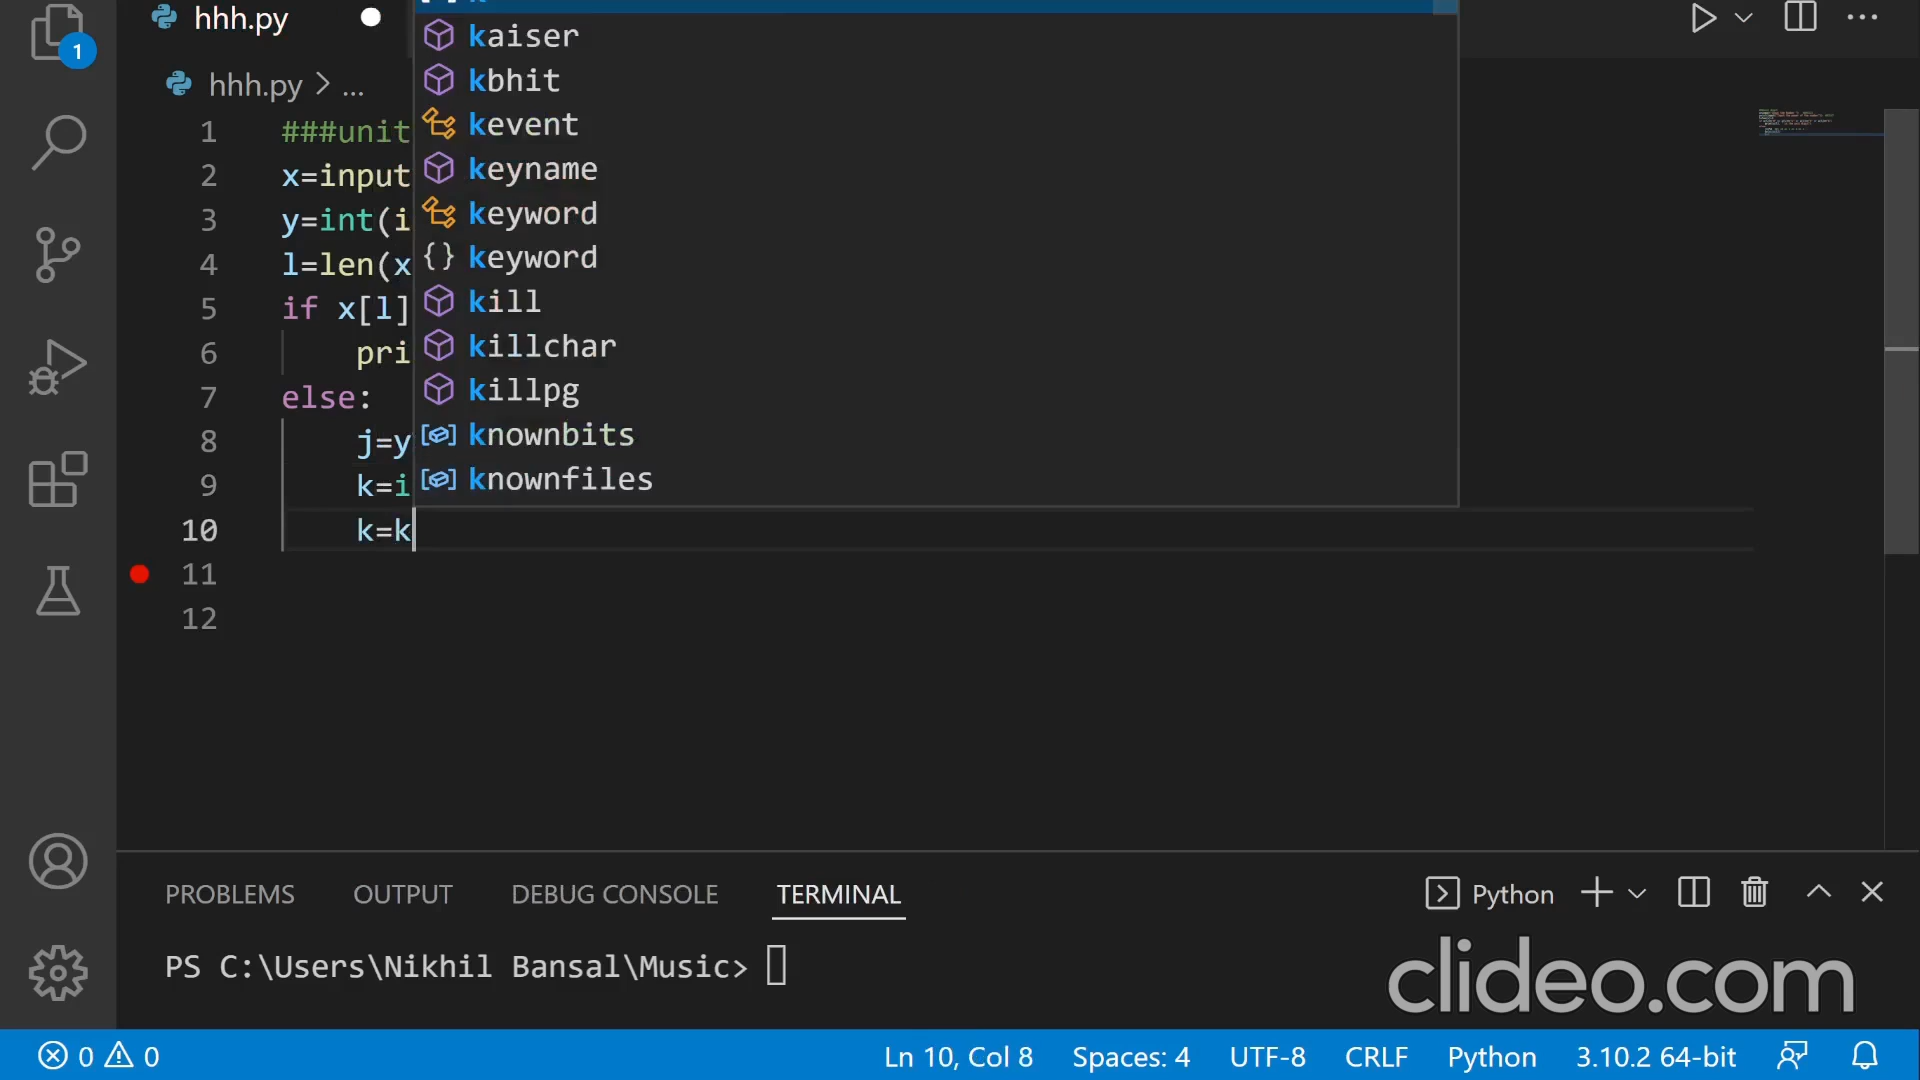 hhh.py
kaiser
hhh.py > ...
kbhit
1 ###unit
kevent
2 x=input
keyname
3 y=int(i
keyword
4 l=len(x
keyword
5 if x[l]
kill
6 pri
killchar
7 else:
killpg
8 j=y
knownbits
9 k=i
knownfiles
10 k=k
11
12
1
PROBLEMS OUTPUT DEBUG CONSOLE TERMINAL Python
PS C:\Users\Nikhil Bansal\Music>
clideo.com
0 0 Ln 10, Col 8 Spaces: 4 UTF-8 CRLF Python 3.10.2 64-bit